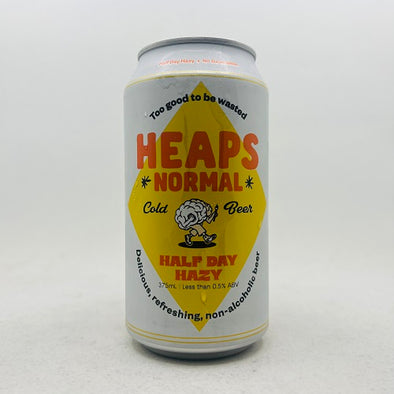 Too good to be wasted
HEAPS
NORMAL
Cold Beer
HALF DAY
HAZY
375mL | Less than 0.5% ABV
Delicious, refreshing, non-alcoholic beer